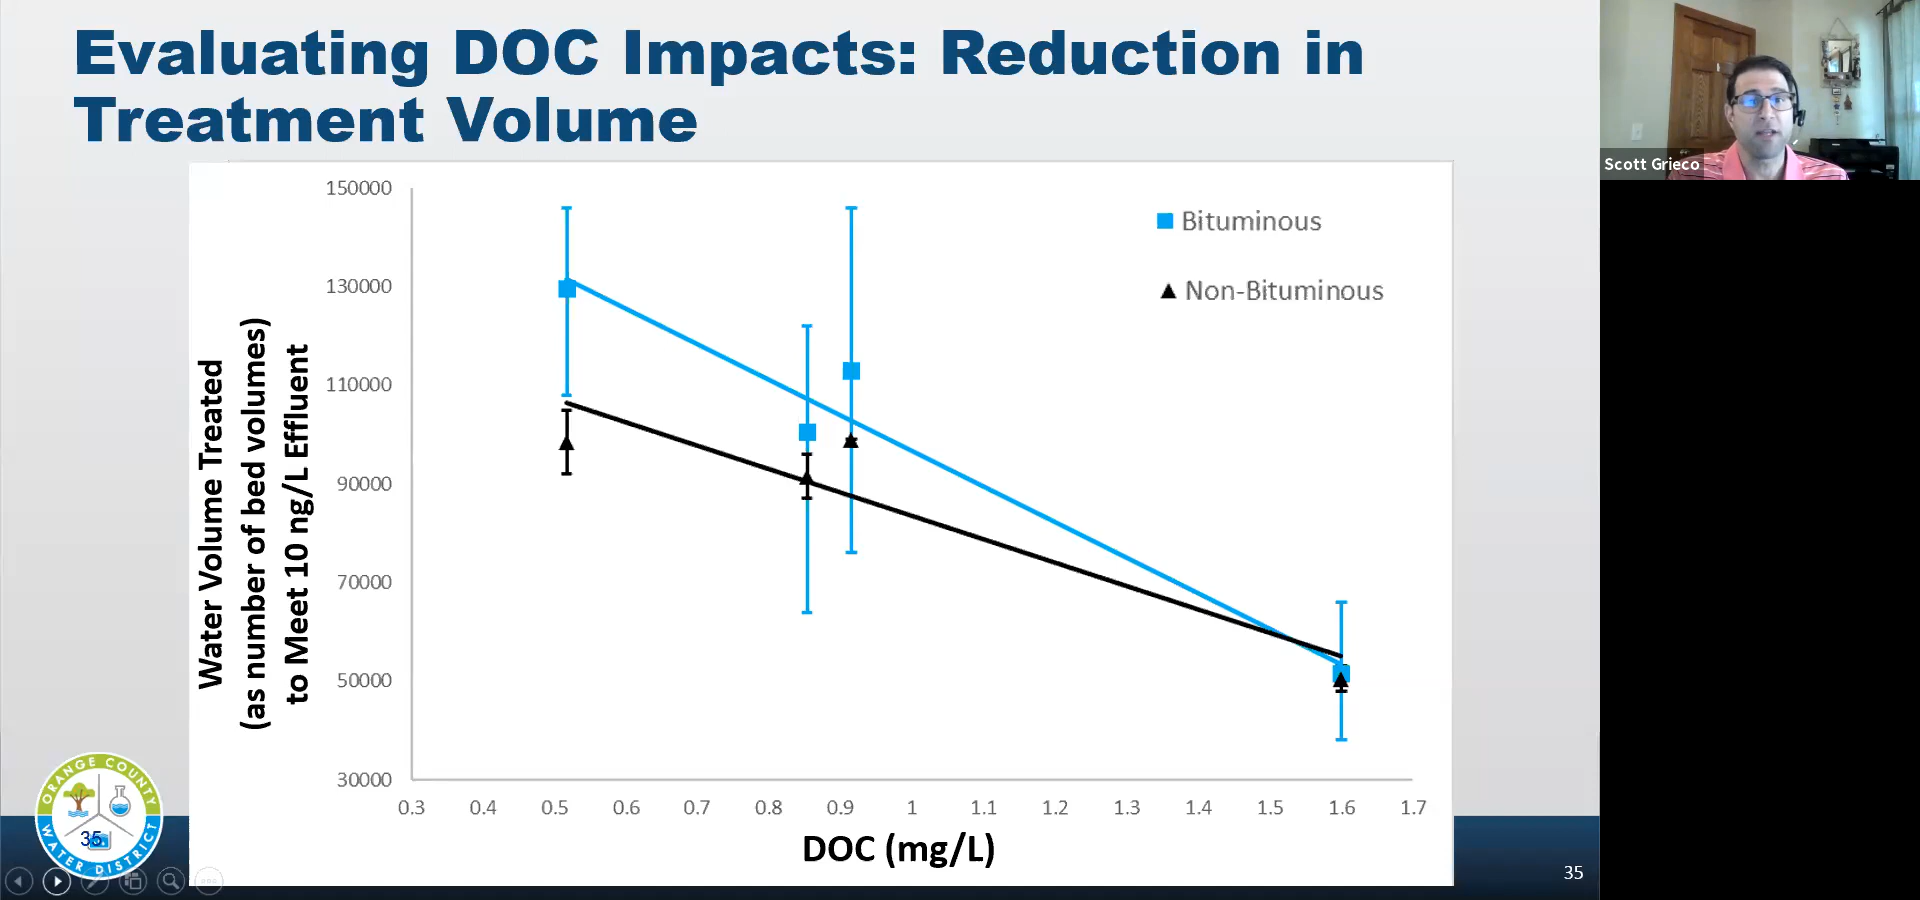 Evaluating DOC Impacts: Reduction in
Treatment Volume
Scott Grieco
Water Volume Treated
(as number of bed volumes)
to Meet 10 ng/L Effluent
150000
130000
110000
90000
70000
50000
30000
Bituminous
Non-Bituminous
0.3 0.4 0.5 0.6 0.7 0.8 0.9 1 1.1 1.2 1.3 1.4 1.5 1.6 1.7
DOC (mg/L)
ORANGE COUNTY
WATER DISTRICT
35
35